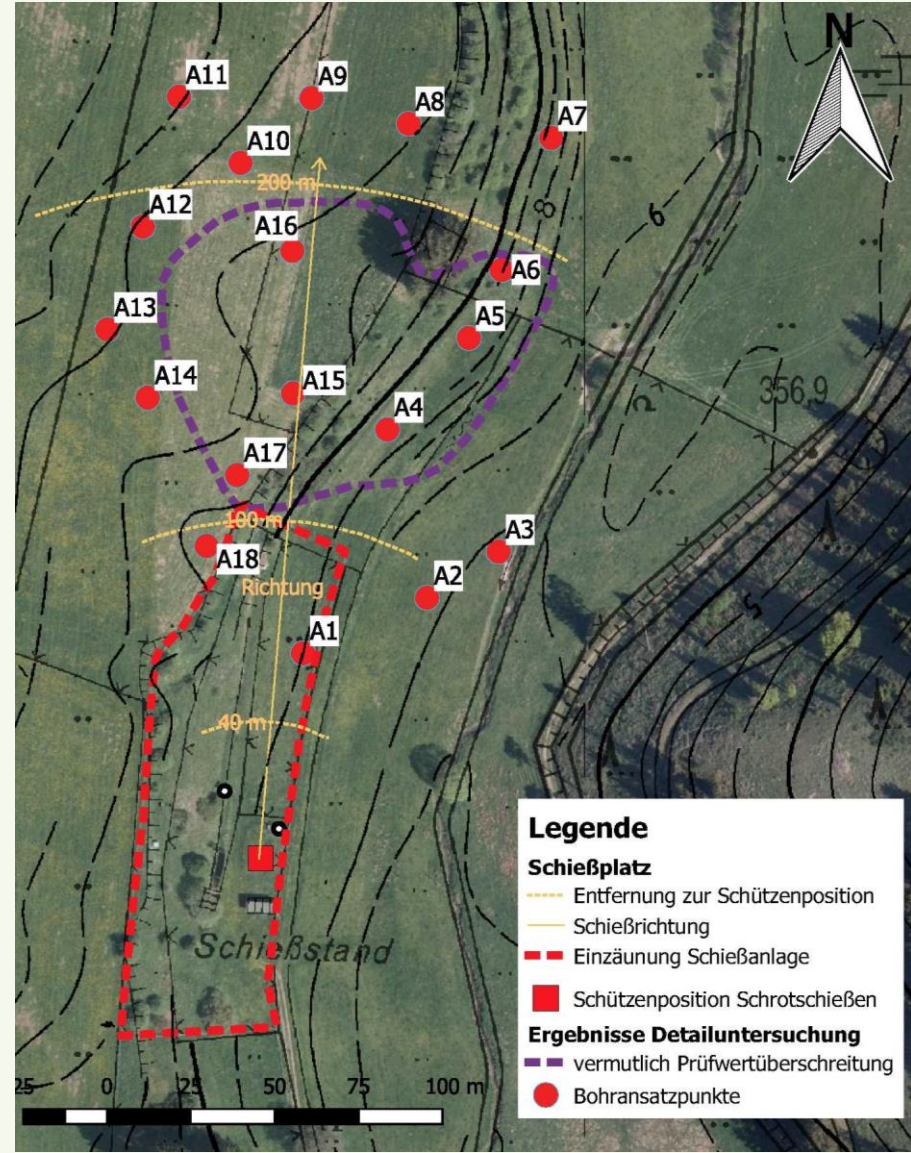 N
A11
A9
A8
A7
A10
200 m
8
A12
A16
6
A6
A13
A5
A14
A15
356,9
A4
A17
100 m
A3
A18
A2
Richtung
5
A1
40 m
Schießstand
Legende
Schießplatz
Entfernung zur Schützenposition
Schießrichtung
Einzäunung Schießanlage
Schützenposition Schrotschießen
Ergebnisse Detailuntersuchung
vermutlich Prüfwertüberschreitung
Bohransatzpunkte
25 0 25 50 75 100 m